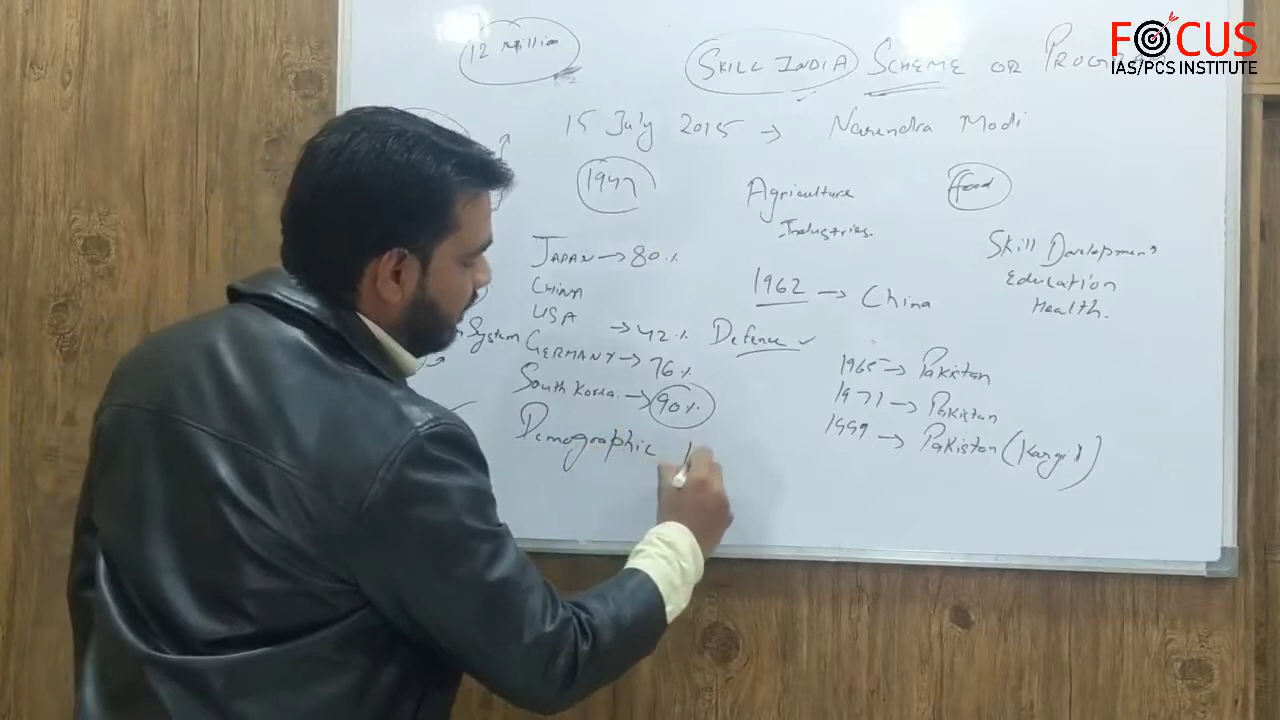 FOCUS
IAS/PCS INSTITUTE
12 Million
SKILL INDIA SCHEME OR PROGRA
15 July 2015 → Narendra Modi
1947
Agriculture
Industries.
Food
Skill Development
Education
Health.
JAPAN → 80%
CHINA
USA → 42%
GERMANY → 76%
South Korea. → 90%
Demographic
System
1962 → China
Defence
1965 → Pakistan
1971 → Pakistan
1999 → Pakistan (Kargil)